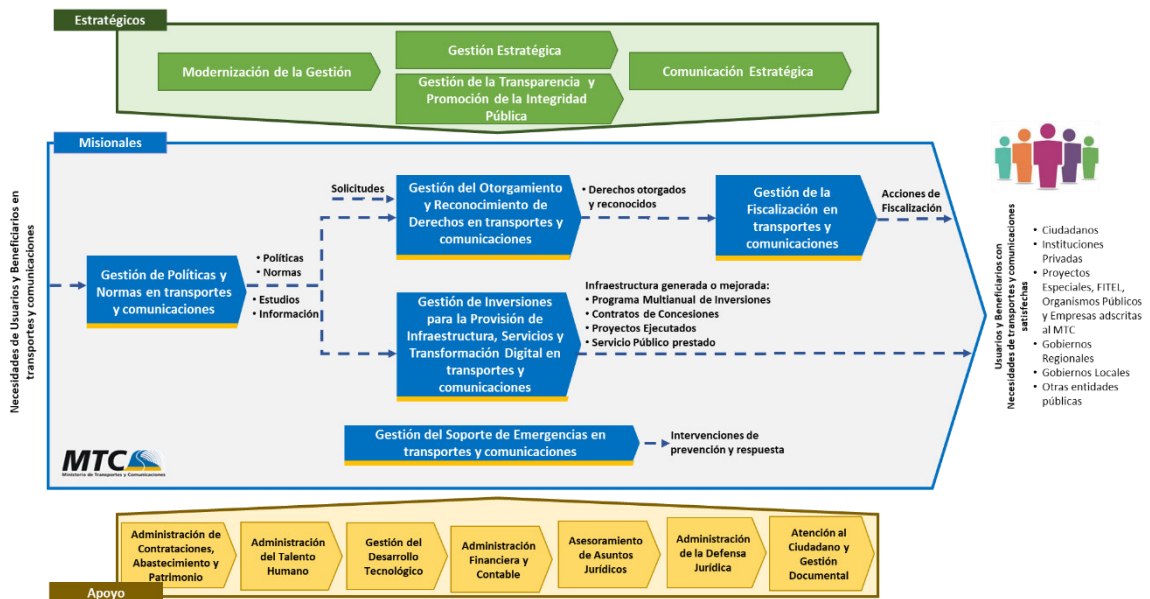 Estratégicos
Modernización de la Gestión
Gestión Estratégica
Gestión de la Transparencia y
Promoción de la Integridad
Pública
Comunicación Estratégica
Misionales
Necesidades de Usuarios y Beneficiarios en
transportes y comunicaciones
Gestión de Políticas y
Normas en transportes
y comunicaciones
• Políticas
• Normas
• Estudios
• Información
Solicitudes
Gestión del Otorgamiento
y Reconocimiento de
Derechos en transportes y
comunicaciones
• Derechos otorgados
y reconocidos
Gestión de la
Fiscalización en
transportes y
comunicaciones
Acciones de
Fiscalización
Gestión de Inversiones
para la Provisión de
Infraestructura, Servicios y
Transformación Digital en
transportes y
comunicaciones
Infraestructura generada o mejorada:
• Programa Multianual de Inversiones
• Contratos de Concesiones
• Proyectos Ejecutados
• Servicio Público prestado
Gestión del Soporte de Emergencias en
transportes y comunicaciones
Intervenciones de
prevención y respuesta
MTC
Ministerio de Transportes y Comunicaciones
Usuarios y Beneficiarios con
Necesidades de transportes y comunicaciones
satisfechas
• Ciudadanos
• Instituciones
Privadas
• Proyectos
Especiales, FITEL,
Organismos Públicos
y Empresas adscritas
al MTC
• Gobiernos
Regionales
• Gobiernos Locales
• Otras entidades
públicas
Administración de
Contrataciones,
Abastecimiento y
Patrimonio
Administración
del Talento
Humano
Gestión del
Desarrollo
Tecnológico
Administración
Financiera y
Contable
Asesoramiento
de Asuntos
Jurídicos
Administración
de la Defensa
Jurídica
Atención al
Ciudadano y
Gestión
Documental
Apoyo